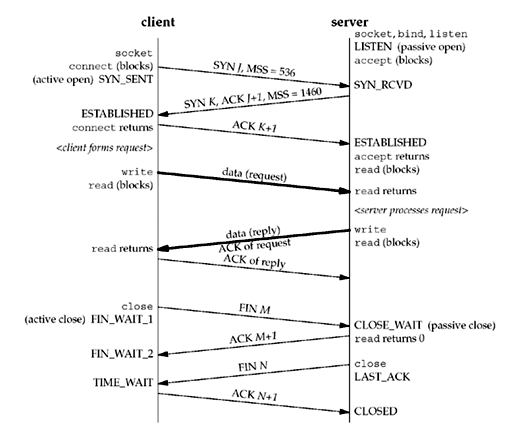 client
server
socket, bind, listen
LISTEN (passive open)
accept (blocks)
socket
connect (blocks)
(active open) SYN_SENT
SYN J, MSS = 536
SYN_RCVD
SYN K, ACK J+1, MSS = 1460
ESTABLISHED
connect returns
ACK K+1
<client forms request>
ESTABLISHED
accept returns
read (blocks)
write
read (blocks)
data (request)
read returns
<server processes request>
data (reply)
ACK of request
write
read (blocks)
read returns
ACK of reply
close
(active close) FIN_WAIT_1
FIN M
CLOSE_WAIT (passive close)
read returns 0
ACK M+1
FIN_WAIT_2
FIN N
close
LAST_ACK
TIME_WAIT
ACK N+1
CLOSED